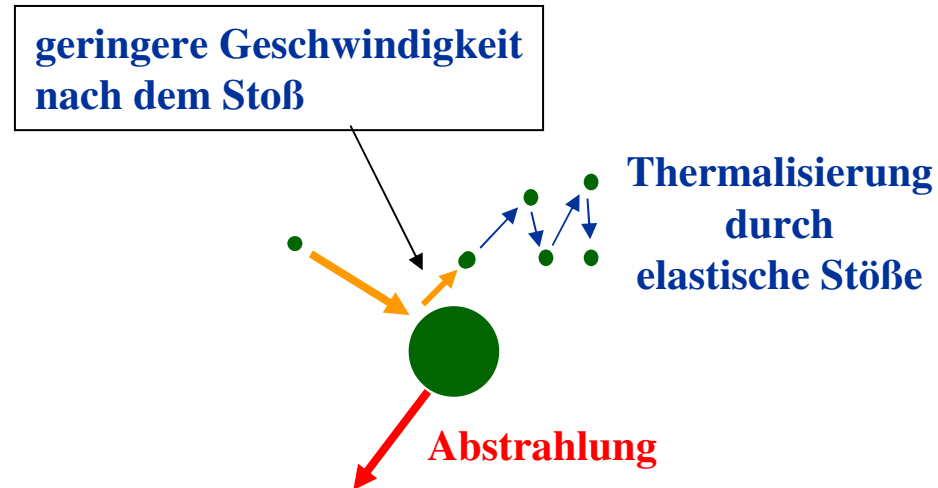 geringere Geschwindigkeit
nach dem Stoß
Thermalisierung
durch
elastische Stöße
Abstrahlung